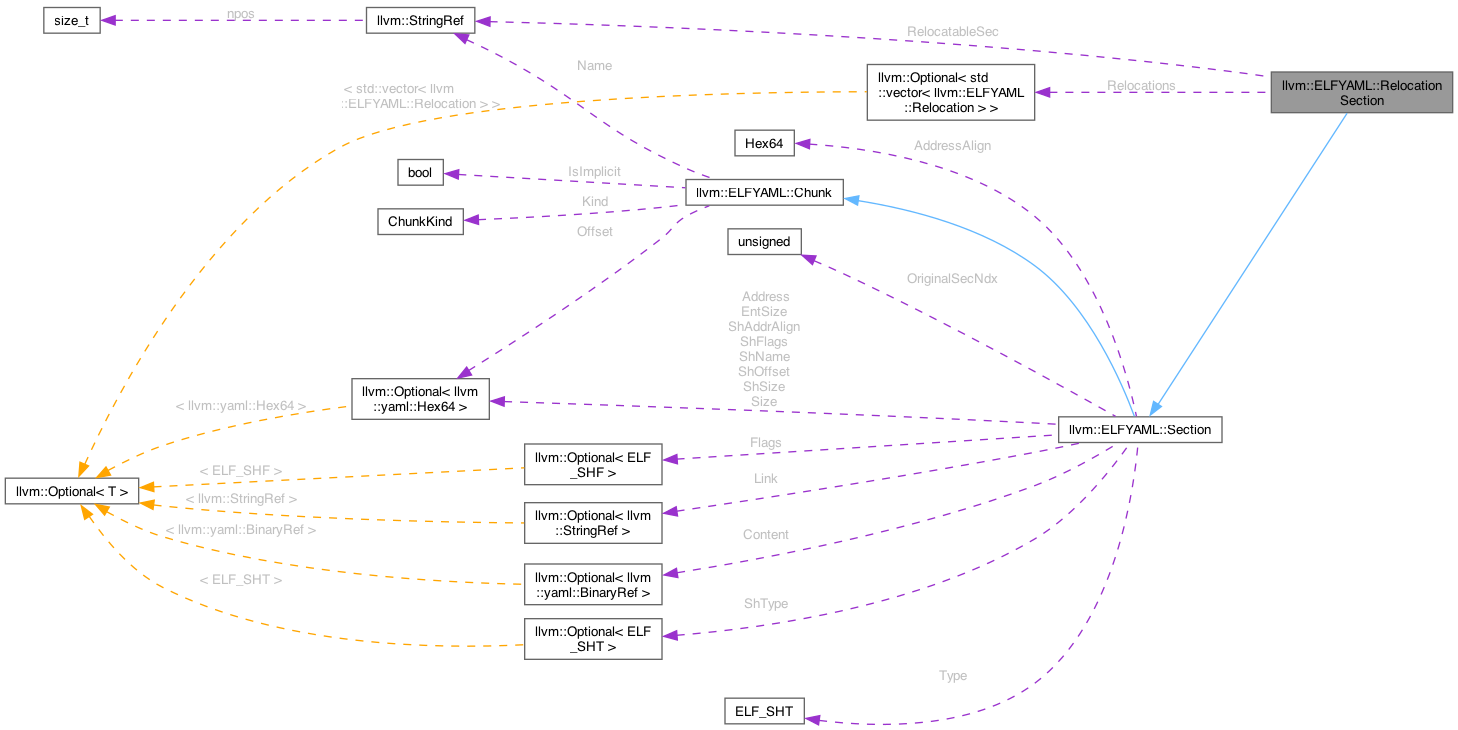 size_t
npos
llvm::StringRef
RelocatableSec
Name
llvm::Optional< std
::vector< llvm::ELFYAML
::Relocation > >
Relocations
llvm::ELFYAML::Relocation
Section
< std::vector< llvm
::ELFYAML::Relocation > >
Hex64
AddressAlign
bool
IsImplicit
llvm::ELFYAML::Chunk
ChunkKind
Kind
Offset
unsigned
OriginalSecNdx
Address
EntSize
ShAddrAlign
ShFlags
ShName
ShOffset
ShSize
Size
llvm::Optional< llvm
::yaml::Hex64 >
< llvm::yaml::Hex64 >
llvm::ELFYAML::Section
Flags
llvm::Optional< ELF
_SHF >
< ELF_SHF >
llvm::Optional< T >
Link
< llvm::StringRef >
llvm::Optional< llvm
::StringRef >
< llvm::yaml::BinaryRef >
Content
llvm::Optional< llvm
::yaml::BinaryRef >
< ELF_SHT >
ShType
llvm::Optional< ELF
_SHT >
Type
ELF_SHT